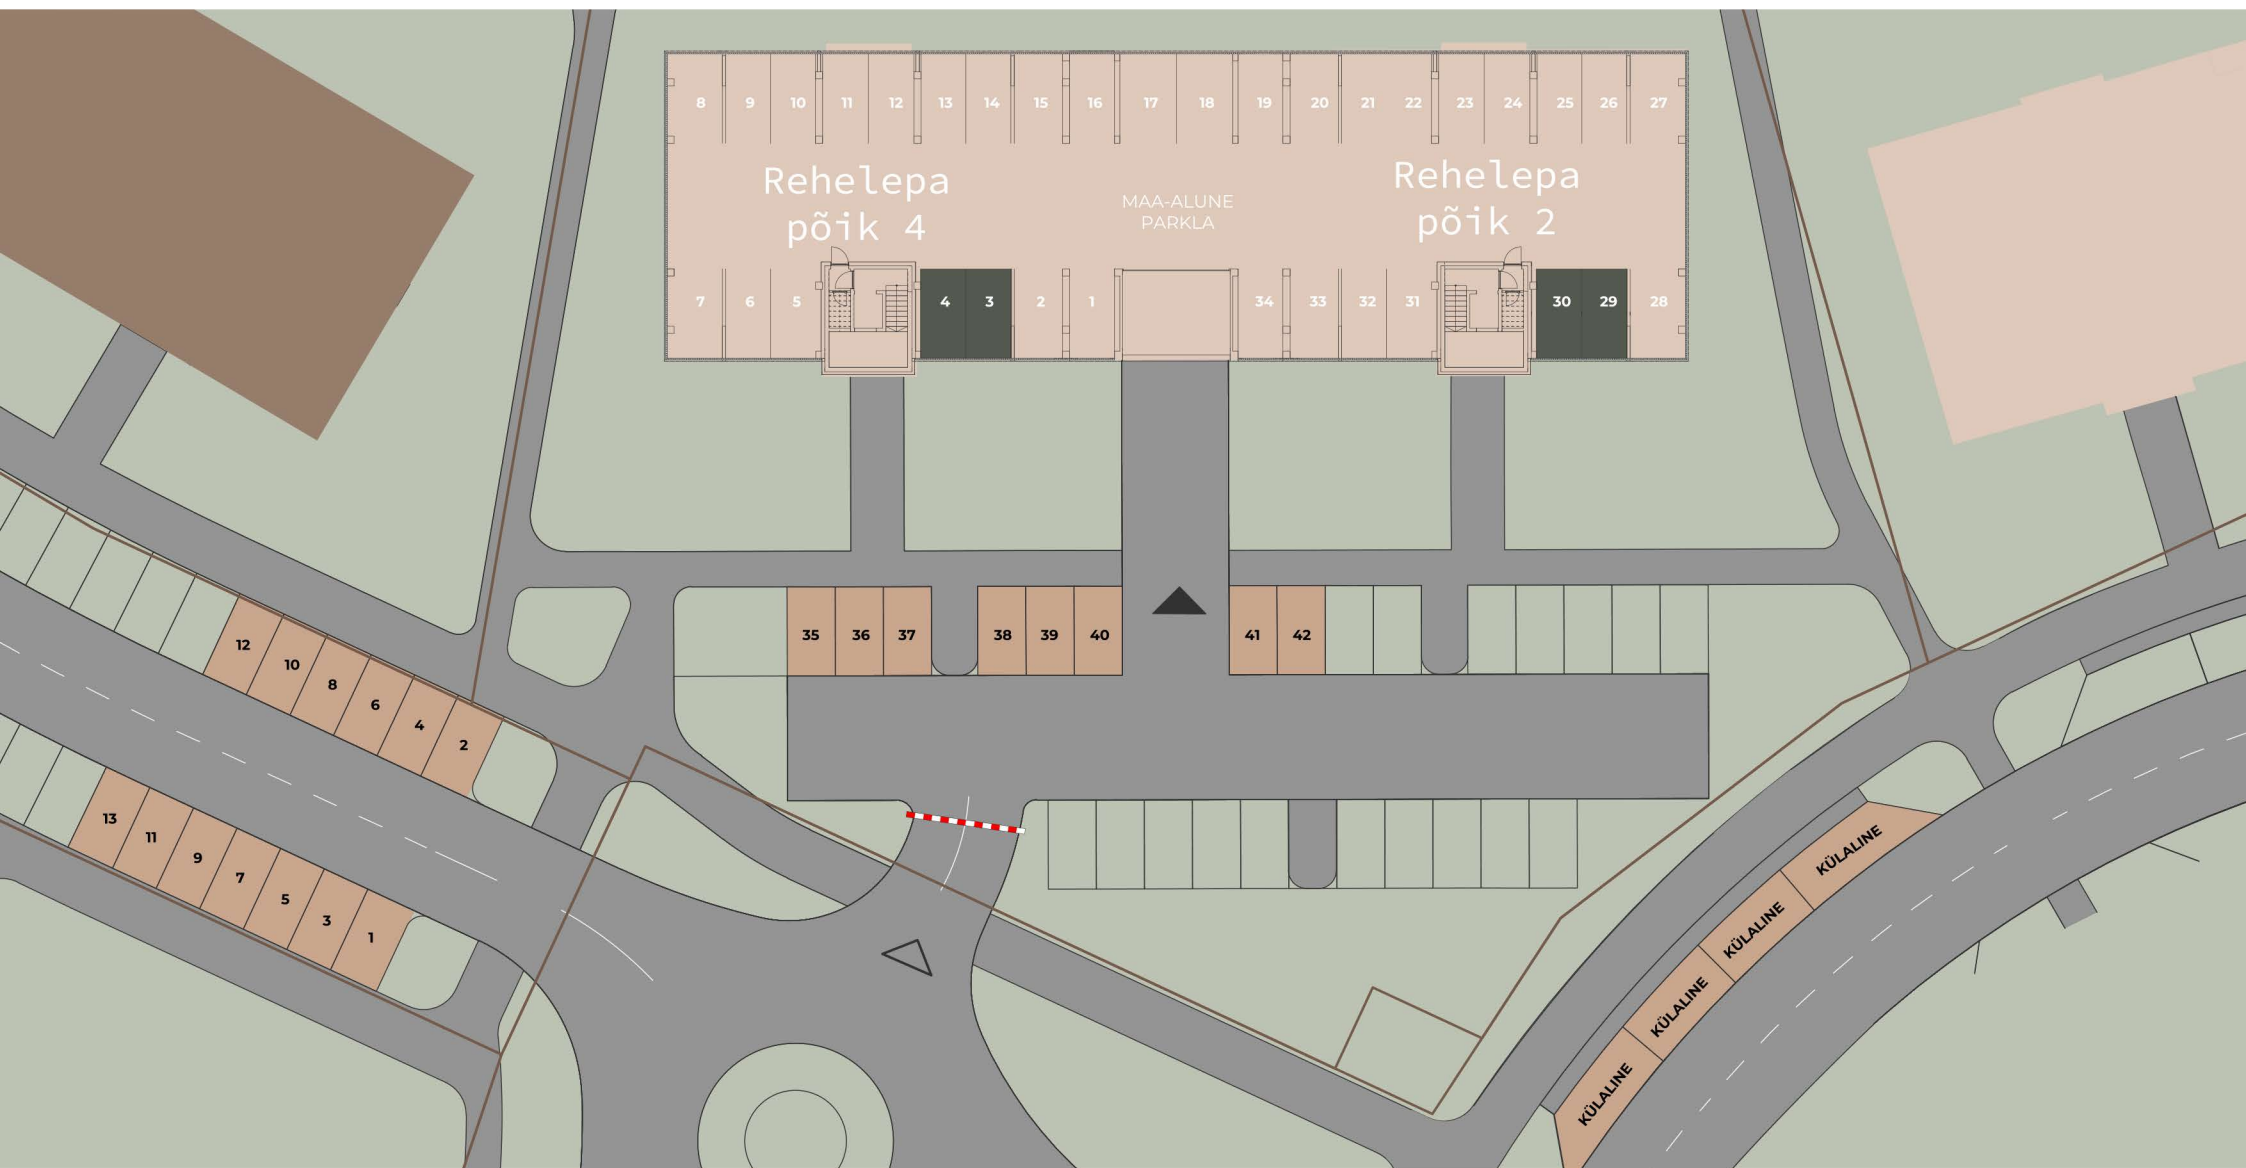 8 9 10 11 12 13 14 15 16 17 18 19 20 21 22 23 24 25 26 27
Rehelepa
põik 4
MAA-ALUNE
PARKLA
Rehelepa
põik 2
7 6 5 4 3 2 1 34 33 32 31 30 29 28
35 36 37 38 39 40 41 42
12 10 8 6 4 2
13 11 9 7 5 3 1
KÜLALINE
KÜLALINE
KÜLALINE
KÜLALINE